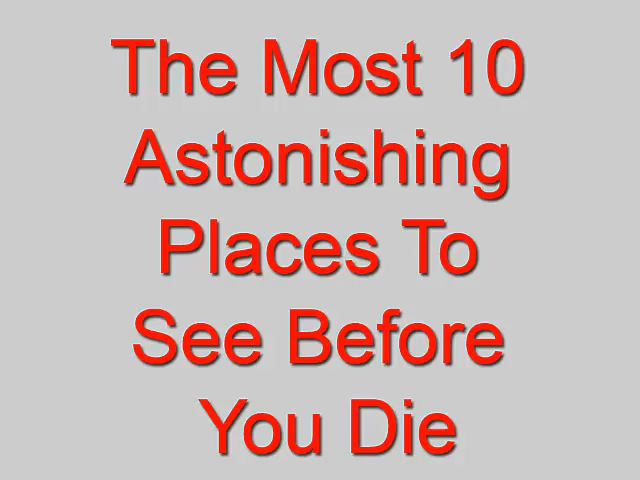 The Most 10
Astonishing
Places To
See Before
You Die